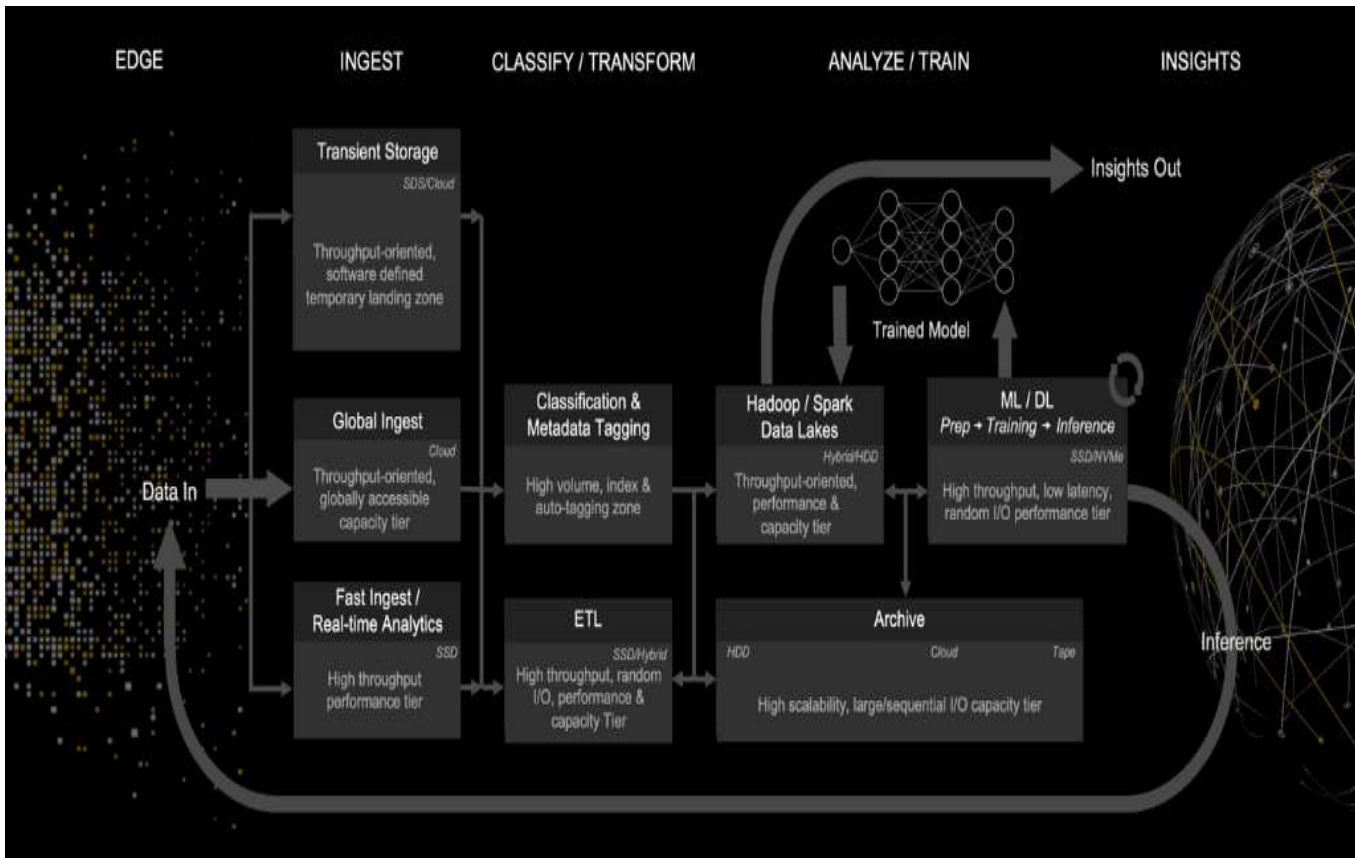 EDGE
INGEST
CLASSIFY / TRANSFORM
ANALYZE / TRAIN
INSIGHTS
Transient Storage
SDS/Cloud
Throughput-oriented,
software defined
temporary landing zone
Insights Out
Trained Model
Global Ingest
Cloud
Throughput-oriented,
globally accessible
capacity tier
Classification &
Metadata Tagging
High volume, index &
auto-tagging zone
Hadoop / Spark
Data Lakes
Hybrid/HDD
Throughput-oriented,
performance &
capacity tier
ML / DL
Prep → Training → Inference
SSD/NVMe
High throughput, low latency,
random I/O performance tier
Data In
Fast Ingest /
Real-time Analytics
SSD
High throughput
performance tier
ETL
SSD/Hybrid
High throughput, random
I/O, performance &
capacity Tier
Archive
HDD
Cloud
Tape
High scalability, large/sequential I/O capacity tier
Inference